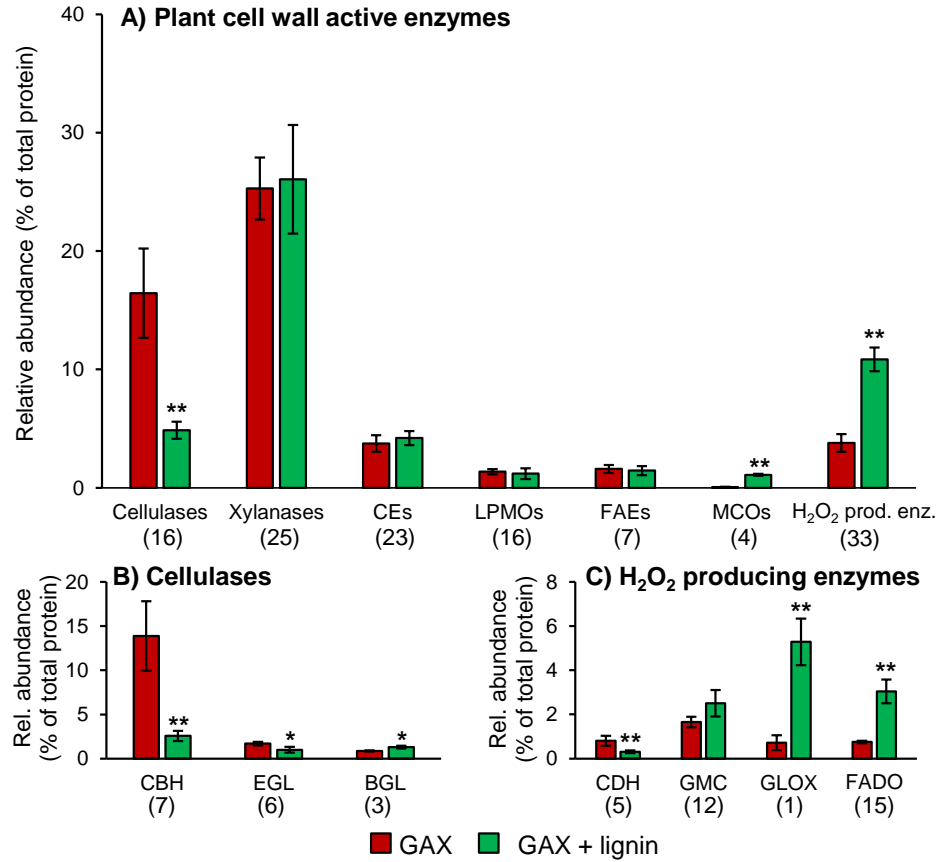 A) Plant cell wall active enzymes
Relative abundance (% of total protein)
40
30
20
10
0
** ** **
Cellulases Xylanases CEs LPMOs FAEs MCOs H₂O₂ prod. enz.
(16) (25) (23) (16) (7) (4) (33)
B) Cellulases
Rel. abundance
(% of total protein)
20
15
10
5
0
** * *
CBH EGL BGL
(7) (6) (3)
C) H₂O₂ producing enzymes
Rel. abundance
(% of total protein)
8
6
4
2
0
** ** **
CDH GMC GLOX FADO
(5) (12) (1) (15)
GAX GAX + lignin